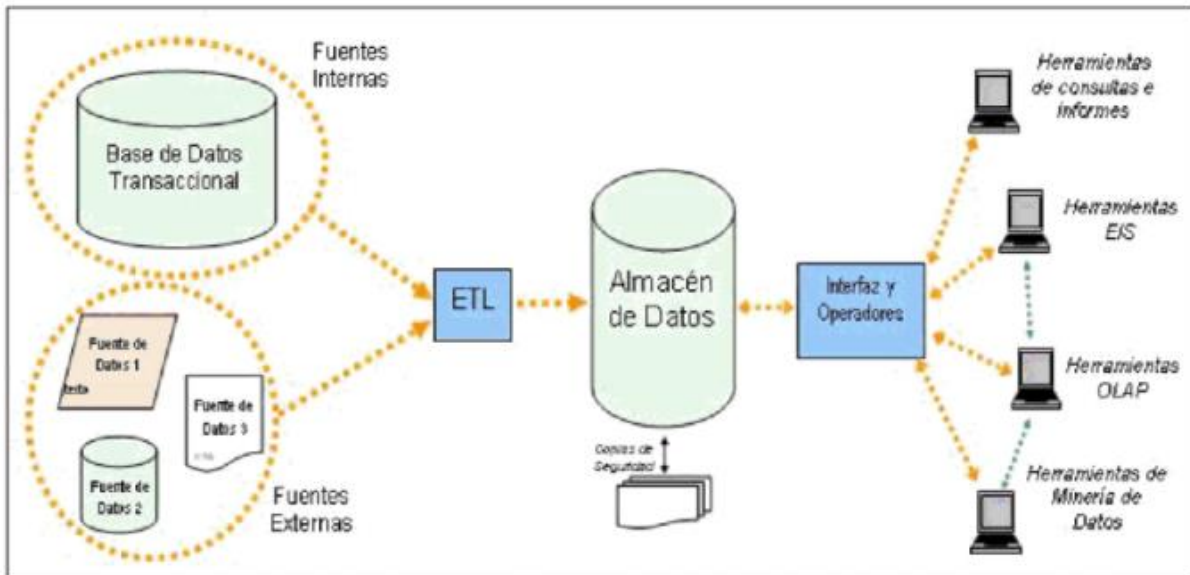 Fuentes
Internas
Base de Datos
Transaccional
Fuente de
Datos 1
texto
Fuente de
Datos 3
Fuente de
Datos 2
Fuentes
Externas
ETL
Almacén
de Datos
Copias de
Seguridad
Interfaz y
Operadores
Herramientas
de consultas e
informes
Herramientas
EIS
Herramientas
OLAP
Herramientas de
Minería de
Datos